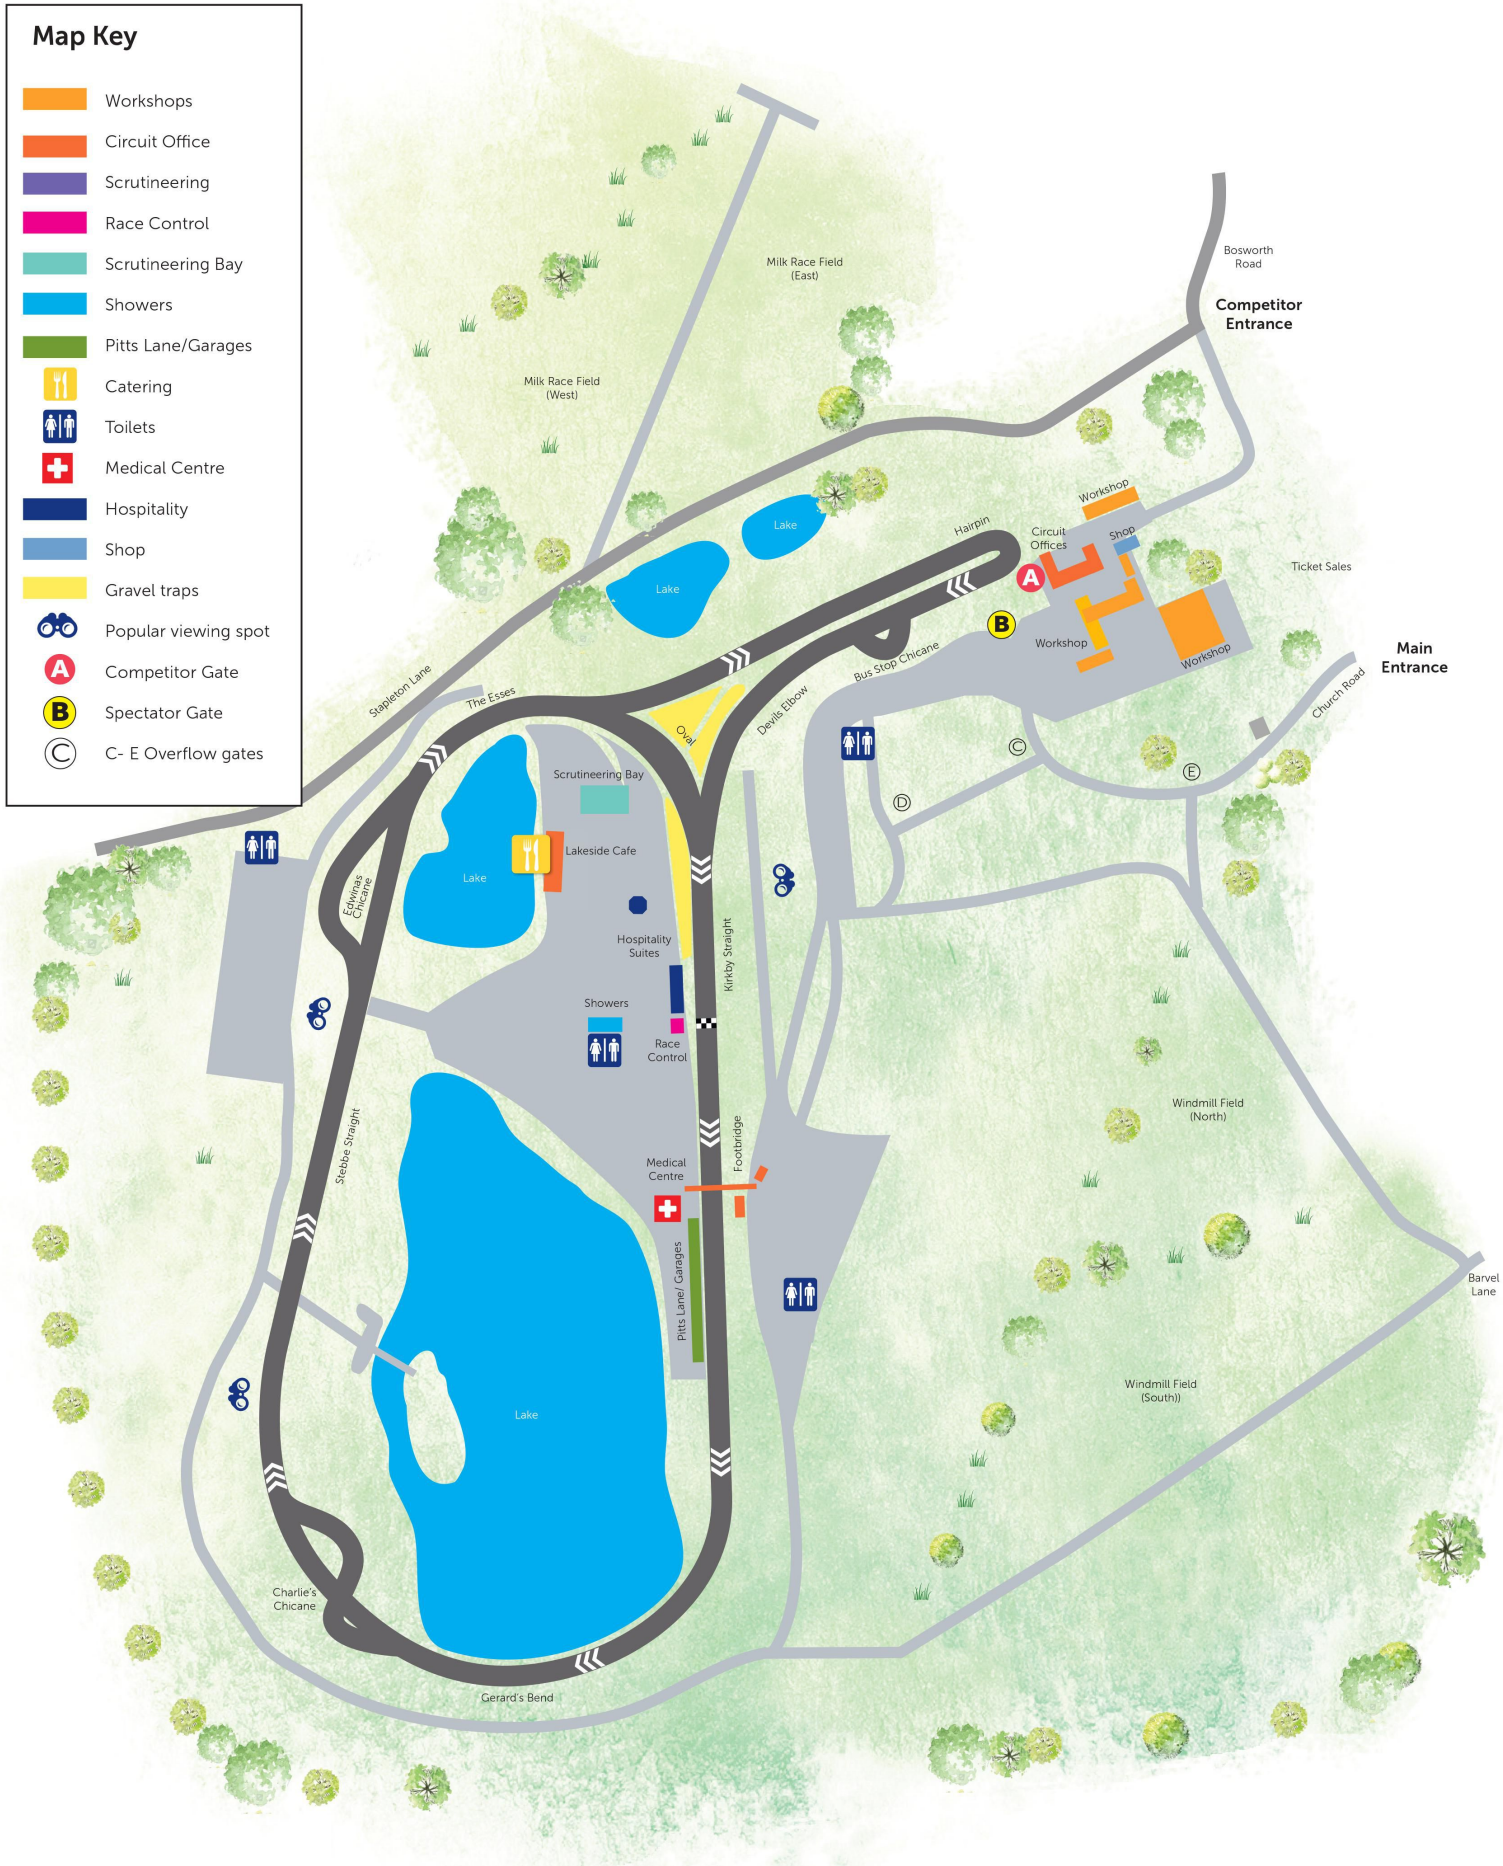 Map Key
Workshops
Circuit Office
Scrutineering
Race Control
Scrutineering Bay
Showers
Pitts Lane/Garages
Catering
Toilets
Medical Centre
Hospitality
Shop
Gravel traps
Popular viewing spot
A
Competitor Gate
B
Spectator Gate
C
C- E Overflow gates
Milk Race Field
(East)
Milk Race Field
(West)
Bosworth
Road
Competitor
Entrance
Stapleton Lane
Lake
Lake
Hairpin
Workshop
Circuit
Offices
Shop
A
B
Workshop
Workshop
Ticket Sales
Main
Entrance
Church Road
The Esses
Oval
Devils Elbow
Bus Stop Chicane
C
D
E
Scrutineering Bay
Lakeside Cafe
Lake
Edwinas
Chicane
Hospitality
Suites
Kirkby Straight
Showers
Race
Control
Stebbe Straight
Medical
Centre
Footbridge
Pitts Lane/ Garages
Windmill Field
(North)
Barvel
Lane
Windmill Field
(South))
Lake
Charlie's
Chicane
Gerard's Bend